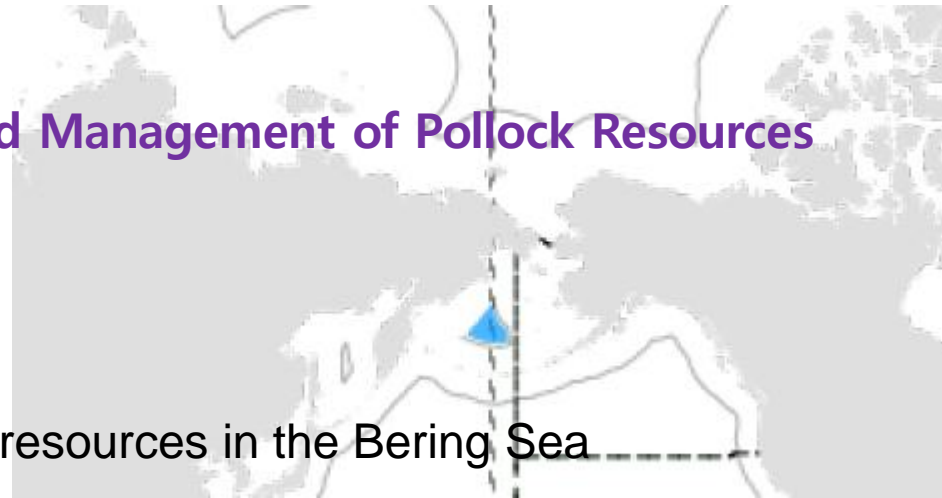 d Management of Pollock Resources
resources in the Bering Sea